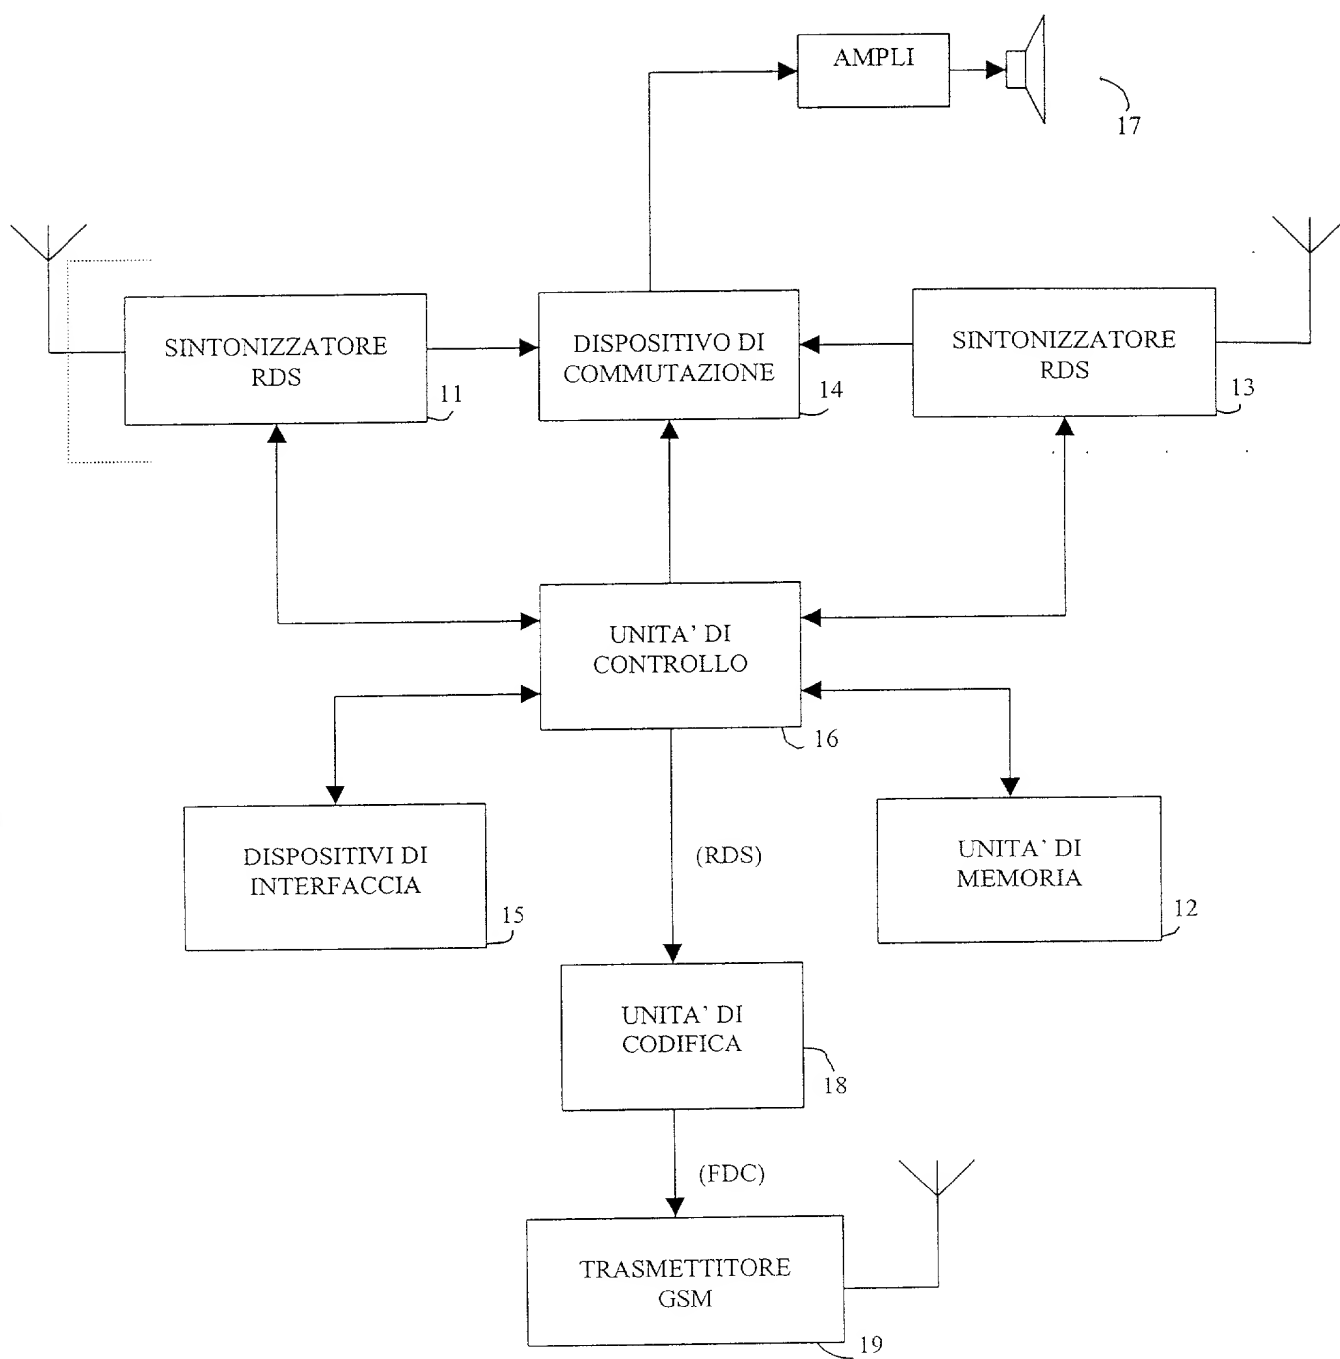 AMPLI
17
SINTONIZZATORE
RDS
11
DISPOSITIVO DI
COMMUTAZIONE
14
SINTONIZZATORE
RDS
13
UNITA' DI
CONTROLLO
16
DISPOSITIVI DI
INTERFACCIA
15
(RDS)
UNITA' DI
MEMORIA
12
UNITA' DI
CODIFICA
18
(FDC)
TRASMETTITORE
GSM
19